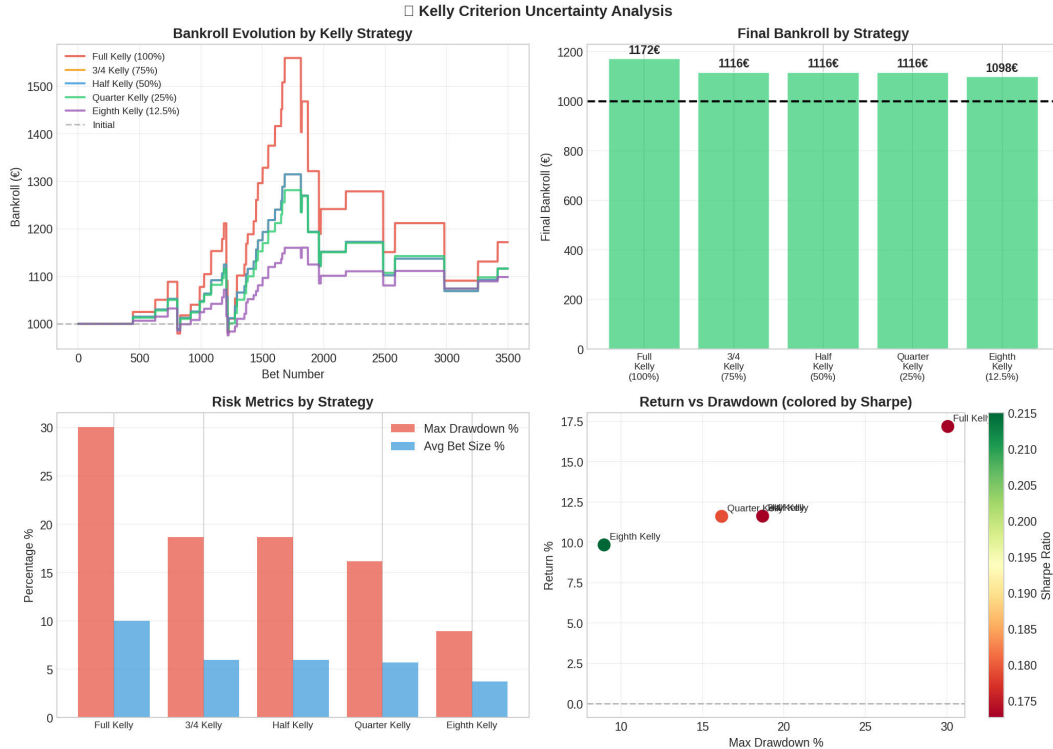 Kelly Criterion Uncertainty Analysis
Bankroll Evolution by Kelly Strategy
Bankroll (€)
1500
1400
1300
1200
1100
1000
Full Kelly (100%)
3/4 Kelly (75%)
Half Kelly (50%)
Quarter Kelly (25%)
Eighth Kelly (12.5%)
Initial
0 500 1000 1500 2000 2500 3000 3500
Bet Number
Final Bankroll by Strategy
Final Bankroll (€)
1200
1000
800
600
400
200
0
1172€ 1116€ 1116€ 1116€ 1098€
Full Kelly (100%)
3/4 Kelly (75%)
Half Kelly (50%)
Quarter Kelly (25%)
Eighth Kelly (12.5%)
Risk Metrics by Strategy
Percentage %
30
25
20
15
10
5
0
Max Drawdown %
Avg Bet Size %
Full Kelly 3/4 Kelly Half Kelly Quarter Kelly Eighth Kelly
Return vs Drawdown (colored by Sharpe)
Return %
17.5
15.0
12.5
10.0
7.5
5.0
2.5
0.0
Full Kelly
Quarter Kelly
Eighth Kelly
10 15 20 25 30
Max Drawdown %
0.215
0.210
0.205
0.200
0.195
0.190
0.185
0.180
0.175
Sharpe Ratio